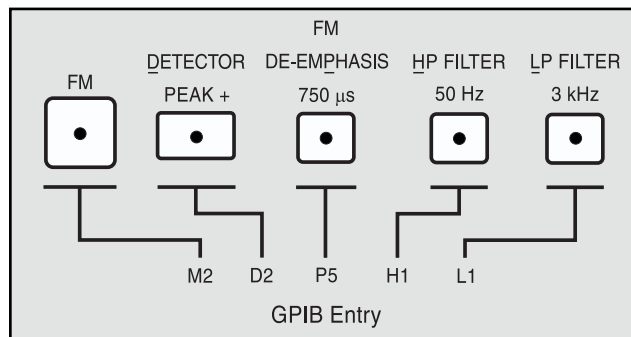 FM
DETECTOR DE-EMPHASIS HP FILTER LP FILTER
FM PEAK + 750 µs 50 Hz 3 kHz
M2 D2 P5 H1 L1
GPIB Entry